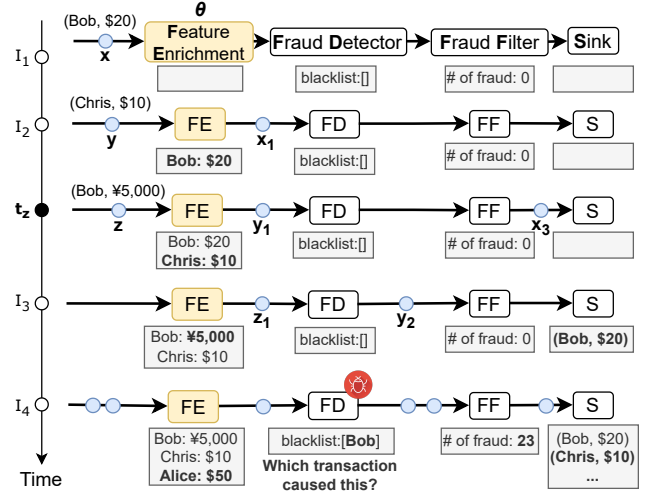 θ
(Bob, $20)
I1
x
Feature
Enrichment
Fraud Detector
Fraud Filter
Sink
blacklist:[]
# of fraud: 0
(Chris, $10)
I2
y
FE
x1
FD
FF
S
Bob: $20
blacklist:[]
# of fraud: 0
(Bob, ¥5,000)
tz
z
FE
y1
FD
FF
x3
S
Bob: $20
Chris: $10
blacklist:[]
# of fraud: 0
I3
FE
z1
FD
y2
FF
S
Bob: ¥5,000
Chris: $10
blacklist:[]
# of fraud: 0
(Bob, $20)
I4
FE
FD
FF
S
Bob: ¥5,000
Chris: $10
Alice: $50
blacklist:[Bob]
Which transaction
caused this?
# of fraud: 23
(Bob, $20)
(Chris, $10)
...
Time